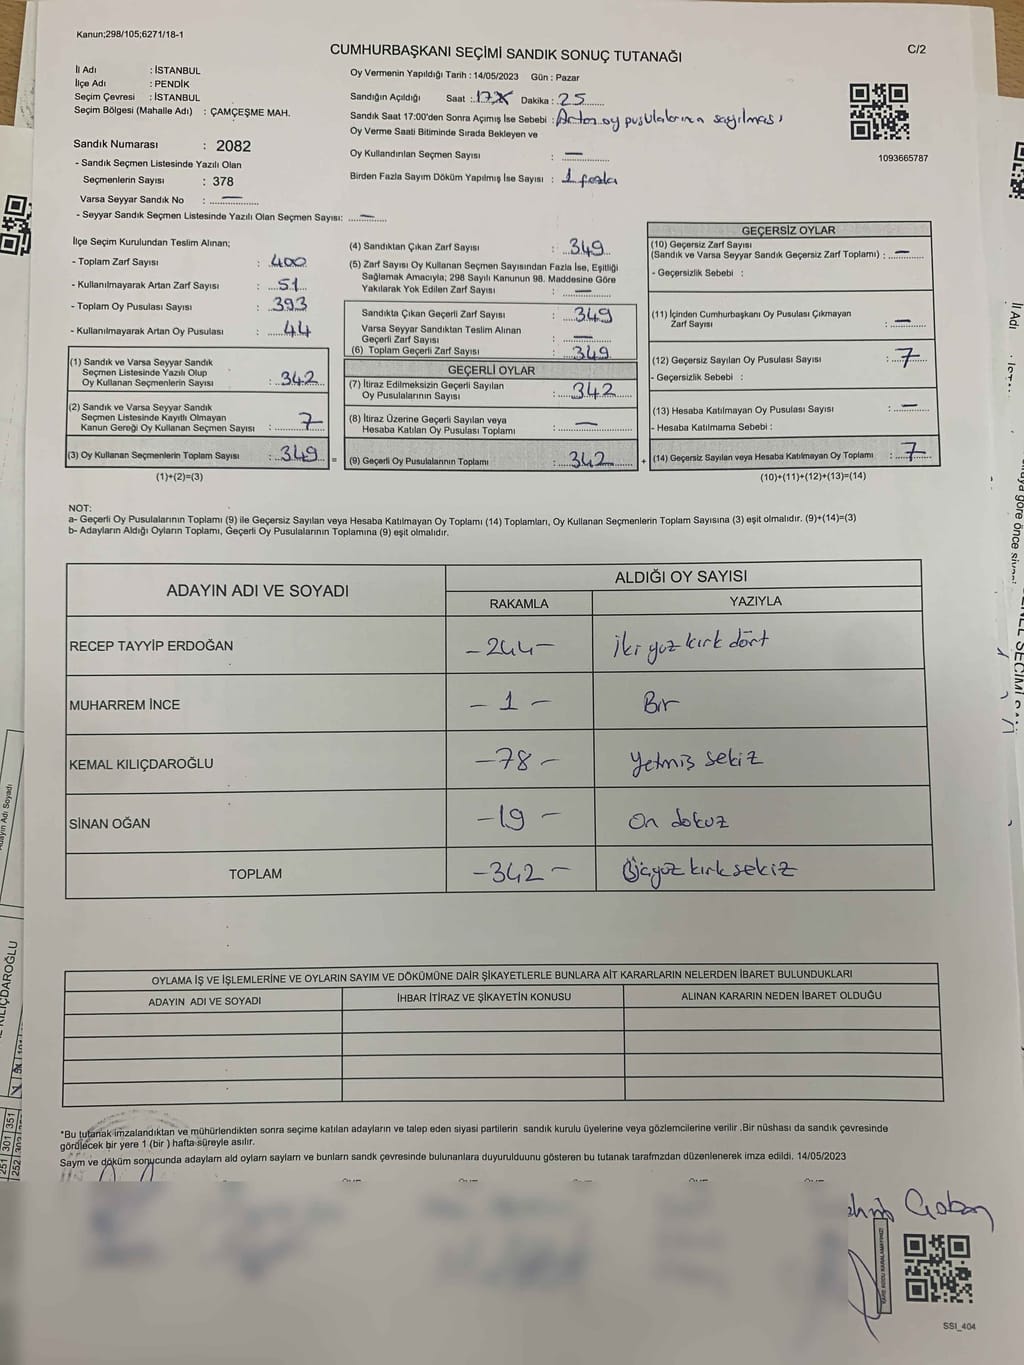 Kanun;298/105;6271/18-1
C/2
CUMHURBAŞKANI SEÇİMİ SANDIK SONUÇ TUTANAĞI
İl Adı : İSTANBUL
İlçe Adı : PENDİK
Seçim Çevresi : İSTANBUL
Seçim Bölgesi (Mahalle Adı) : ÇAMÇEŞME MAH.
Sandık Numarası : 2082
- Sandık Seçmen Listesinde Yazılı Olan
Seçmenlerin Sayısı : 378
Varsa Seyyar Sandık No : —
- Seyyar Sandık Seçmen Listesinde Yazılı Olan Seçmen Sayısı: —
Oy Vermenin Yapıldığı Tarih : 14/05/2023 Gün : Pazar
Sandığın Açıldığı Saat : 17 Dakika : 25
Sandık Saat 17:00'den Sonra Açımış İse Sebebi : Artan oy pusulalarının sayılması
Oy Verme Saati Bitiminde Sırada Bekleyen ve
Oy Kullandırılan Seçmen Sayısı : —
Birden Fazla Sayım Döküm Yapılmış İse Sayısı : 1 fazla
1093665787
İlçe Seçim Kurulundan Teslim Alınan;
- Toplam Zarf Sayısı : 400
- Kullanılmayarak Artan Zarf Sayısı : 51
- Toplam Oy Pusulası Sayısı : 393
- Kullanılmayarak Artan Oy Pusulası : 44
(1) Sandık ve Varsa Seyyar Sandık
Seçmen Listesinde Yazılı Olup
Oy Kullanan Seçmenlerin Sayısı : 342
(2) Sandık ve Varsa Seyyar Sandık
Seçmen Listesinde Kayıtlı Olmayan
Kanun Gereği Oy Kullanan Seçmen Sayısı : 7
(3) Oy Kullanan Seçmenlerin Toplam Sayısı : 349 =
(1)+(2)=(3)
(4) Sandıktan Çıkan Zarf Sayısı : 349
(5) Zarf Sayısı Oy Kullanan Seçmen Sayısından Fazla İse, Eşitliği
Sağlamak Amacıyla; 298 Sayılı Kanunun 98. Maddesine Göre
Yakılarak Yok Edilen Zarf Sayısı : —
Sandıkta Çıkan Geçerli Zarf Sayısı : 349
Varsa Seyyar Sandıktan Teslim Alınan
Geçerli Zarf Sayısı : —
(6) Toplam Geçerli Zarf Sayısı : 349
GEÇERLİ OYLAR
(7) İtiraz Edilmeksizin Geçerli Sayılan
Oy Pusulalarının Sayısı : 342
(8) İtiraz Üzerine Geçerli Sayılan veya
Hesaba Katılan Oy Pusulası Toplamı : —
(9) Geçerli Oy Pusulalarının Toplamı : 342 +
GEÇERSİZ OYLAR
(10) Geçersiz Zarf Sayısı
(Sandık ve Varsa Seyyar Sandık Geçersiz Zarf Toplamı) : —
- Geçersizlik Sebebi :
(11) İçinden Cumhurbaşkanı Oy Pusulası Çıkmayan
Zarf Sayısı : —
(12) Geçersiz Sayılan Oy Pusulası Sayısı : 7
- Geçersizlik Sebebi :
(13) Hesaba Katılmayan Oy Pusulası Sayısı : —
- Hesaba Katılmama Sebebi :
(14) Geçersiz Sayılan veya Hesaba Katılmayan Oy Toplamı : 7
(10)+(11)+(12)+(13)=(14)
NOT:
a- Geçerli Oy Pusulalarının Toplamı (9) ile Geçersiz Sayılan veya Hesaba Katılmayan Oy Toplamı (14) Toplamları, Oy Kullanan Seçmenlerin Toplam Sayısına (3) eşit olmalıdır. (9)+(14)=(3)
b- Adayların Aldığı Oyların Toplamı, Geçerli Oy Pusulalarının Toplamına (9) eşit olmalıdır.
ADAYIN ADI VE SOYADI
ALDIĞI OY SAYISI
RAKAMLA YAZIYLA
RECEP TAYYİP ERDOĞAN -244- İki yüz kırk dört
MUHARREM İNCE -1- Bir
KEMAL KILIÇDAROĞLU -78- Yetmiş sekiz
SİNAN OĞAN -19- On dokuz
TOPLAM -342- Üçyüz kırk sekiz
OYLAMA İŞ VE İŞLEMLERİNE VE OYLARIN SAYIM VE DÖKÜMÜNE DAİR ŞİKAYETLERLE BUNLARA AİT KARARLARIN NELERDEN İBARET BULUNDUKLARI
ADAYIN ADI VE SOYADI İHBAR İTİRAZ VE ŞİKAYETİN KONUSU ALINAN KARARIN NEDEN İBARET OLDUĞU
*Bu tutanak imzalandıktan ve mühürlendikten sonra seçime katılan adayların ve talep eden siyasi partilerin sandık kurulu üyelerine veya gözlemcilerine verilir .Bir nüshası da sandık çevresinde
görülecek bir yere 1 (bir ) hafta süreyle asılır.
Saym ve döküm sonucunda adaylarn ald oylarn saylarn ve bunlarn sandk çevresinde bulunanlara duyurulduunu gösteren bu tutanak tarafmzdan düzenlenerek imza edildi. 14/05/2023
Çoban
KARE KODU KARALAMAYINIZ!
SSI_404
İl Adı
KILIÇDAROĞLU
251 301 351